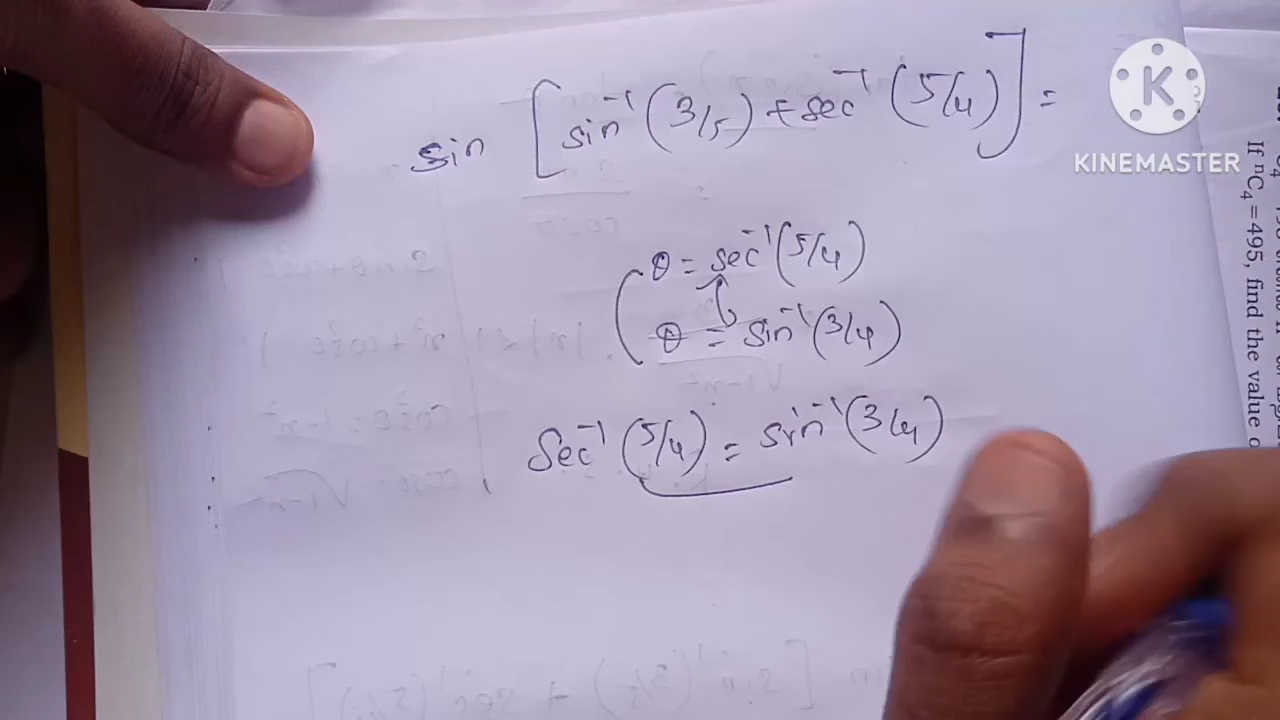 sin [sin⁻¹(3/5) + sec⁻¹(5/4)] =
K
KINEMASTER
If ⁿC₄=495, find the value o
θ = sec⁻¹(5/4)
θ = sin⁻¹(3/4)
Sec⁻¹(5/4) = sin⁻¹(3/4)